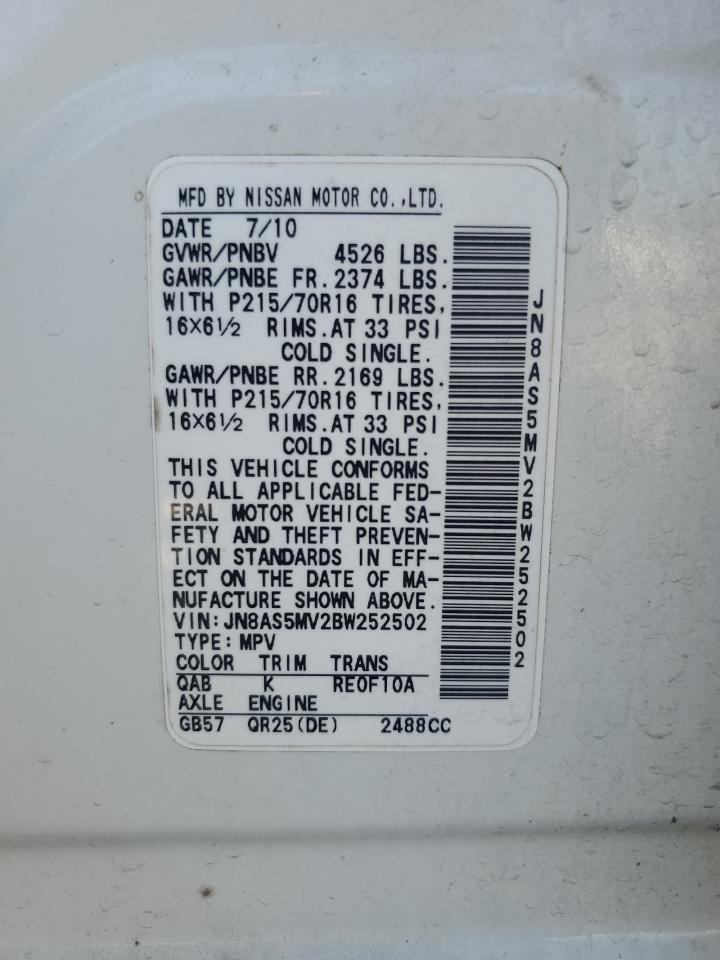 MFD BY NISSAN MOTOR CO.,LTD.
DATE 7/10
GVWR/PNBV 4526 LBS.
GAWR/PNBE FR. 2374 LBS.
WITH P215/70R16 TIRES,
16X6½ RIMS. AT 33 PSI
COLD SINGLE.
GAWR/PNBE RR. 2169 LBS.
WITH P215/70R16 TIRES,
16X6½ RIMS. AT 33 PSI
COLD SINGLE.
THIS VEHICLE CONFORMS
TO ALL APPLICABLE FED-
ERAL MOTOR VEHICLE SA-
FETY AND THEFT PREVEN-
TION STANDARDS IN EFF-
ECT ON THE DATE OF MA-
NUFACTURE SHOWN ABOVE.
VIN: JN8AS5MV2BW252502
TYPE: MPV
COLOR TRIM TRANS
QAB K RE0F10A
AXLE ENGINE
GB57 QR25(DE) 2488CC
JN8AS5MV2BW252502